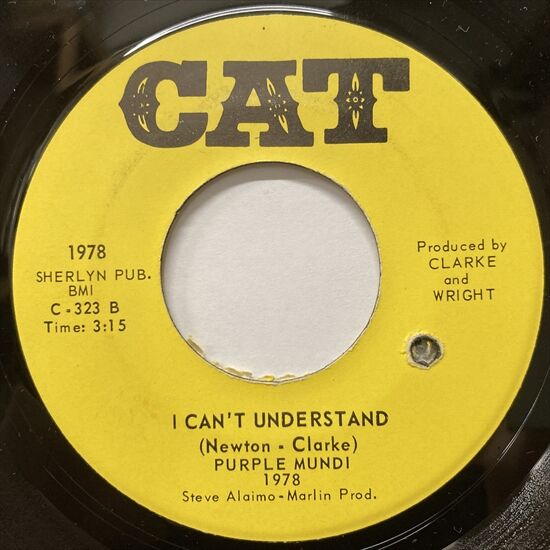 CAT
1978
SHERLYN PUB.
BMI
C-323 B
Time: 3:15
Produced by
CLARKE
and
WRIGHT
I CAN'T UNDERSTAND
(Newton - Clarke)
PURPLE MUNDI
1978
Steve Alaimo-Marlin Prod.